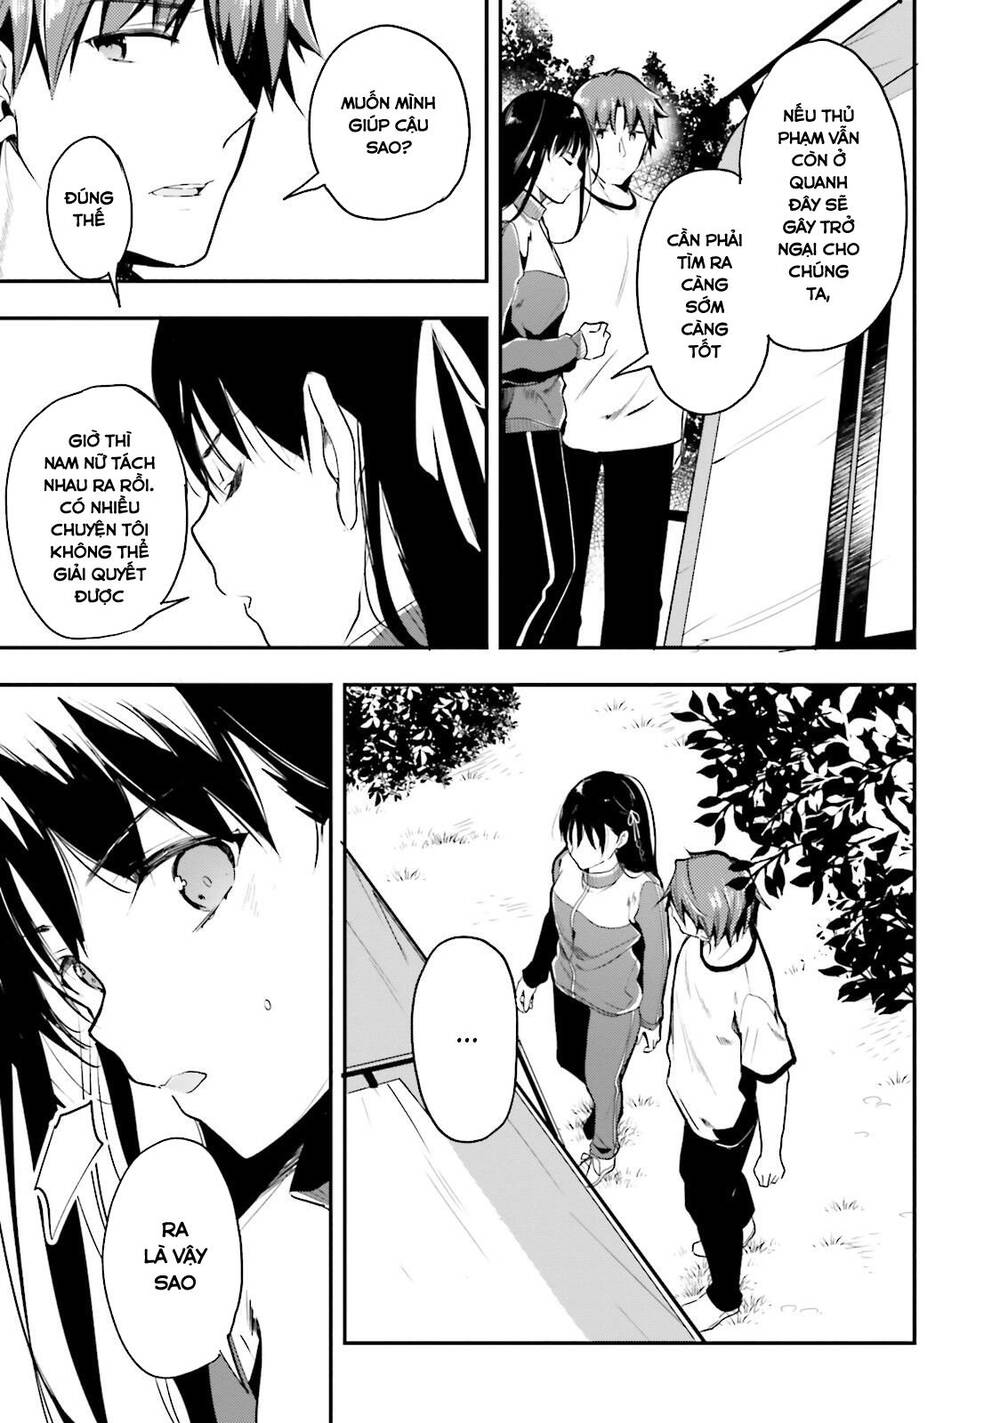 NẾU THỦ
PHẠM VẪN
CÒN Ở
QUANH
ĐÂY SẼ
GÂY TRỞ
NGẠI CHO
CHÚNG
TA,
CẦN PHẢI
TÌM RA
CÀNG
SỚM
CÀNG
TỐT
MUỐN MÌNH
GIÚP CẬU
SAO?
ĐÚNG
THẾ
GIỜ THÌ
NAM NỮ TÁCH
NHAU RA RỒI.
CÓ NHIỀU
CHUYỆN TÔI
KHÔNG THỂ
GIẢI QUYẾT
ĐƯỢC
...
RA
LÀ VẬY
SAO